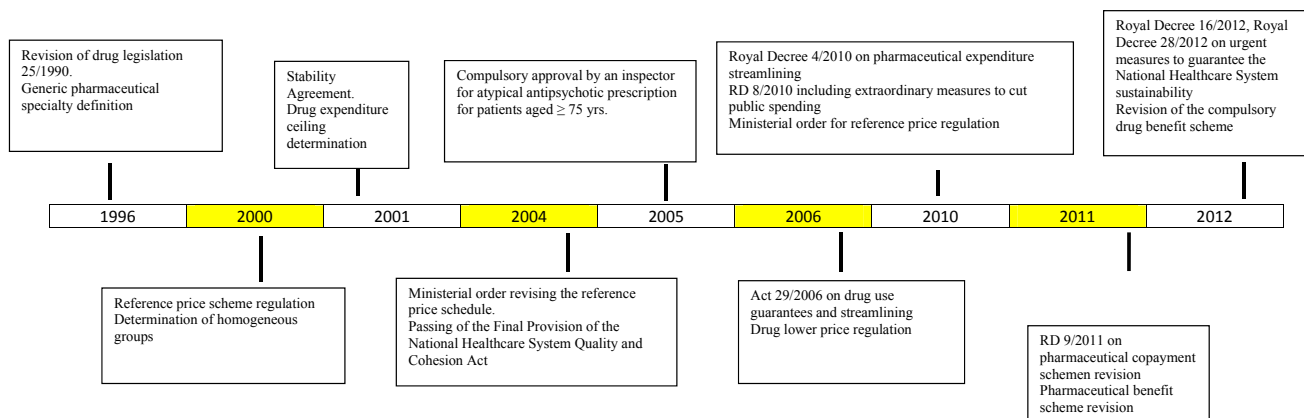 Revision of drug legislation
25/1990.
Generic pharmaceutical
specialty definition
Stability
Agreement.
Drug expenditure
ceiling
determination
Compulsory approval by an inspector
for atypical antipsychotic prescription
for patients aged ≥ 75 yrs.
Royal Decree 4/2010 on pharmaceutical expenditure
streamlining
RD 8/2010 including extraordinary measures to cut
public spending
Ministerial order for reference price regulation
Royal Decree 16/2012, Royal
Decree 28/2012 on urgent
measures to guarantee the
National Healthcare System
sustainability
Revision of the compulsory
drug benefit scheme
1996 2000 2001 2004 2005 2006 2010 2011 2012
Reference price scheme regulation
Determination of homogeneous
groups
Ministerial order revising the reference
price schedule.
Passing of the Final Provision of the
National Healthcare System Quality and
Cohesion Act
Act 29/2006 on drug use
guarantees and streamlining
Drug lower price regulation
RD 9/2011 on
pharmaceutical copayment
schemen revision
Pharmaceutical benefit
scheme revision